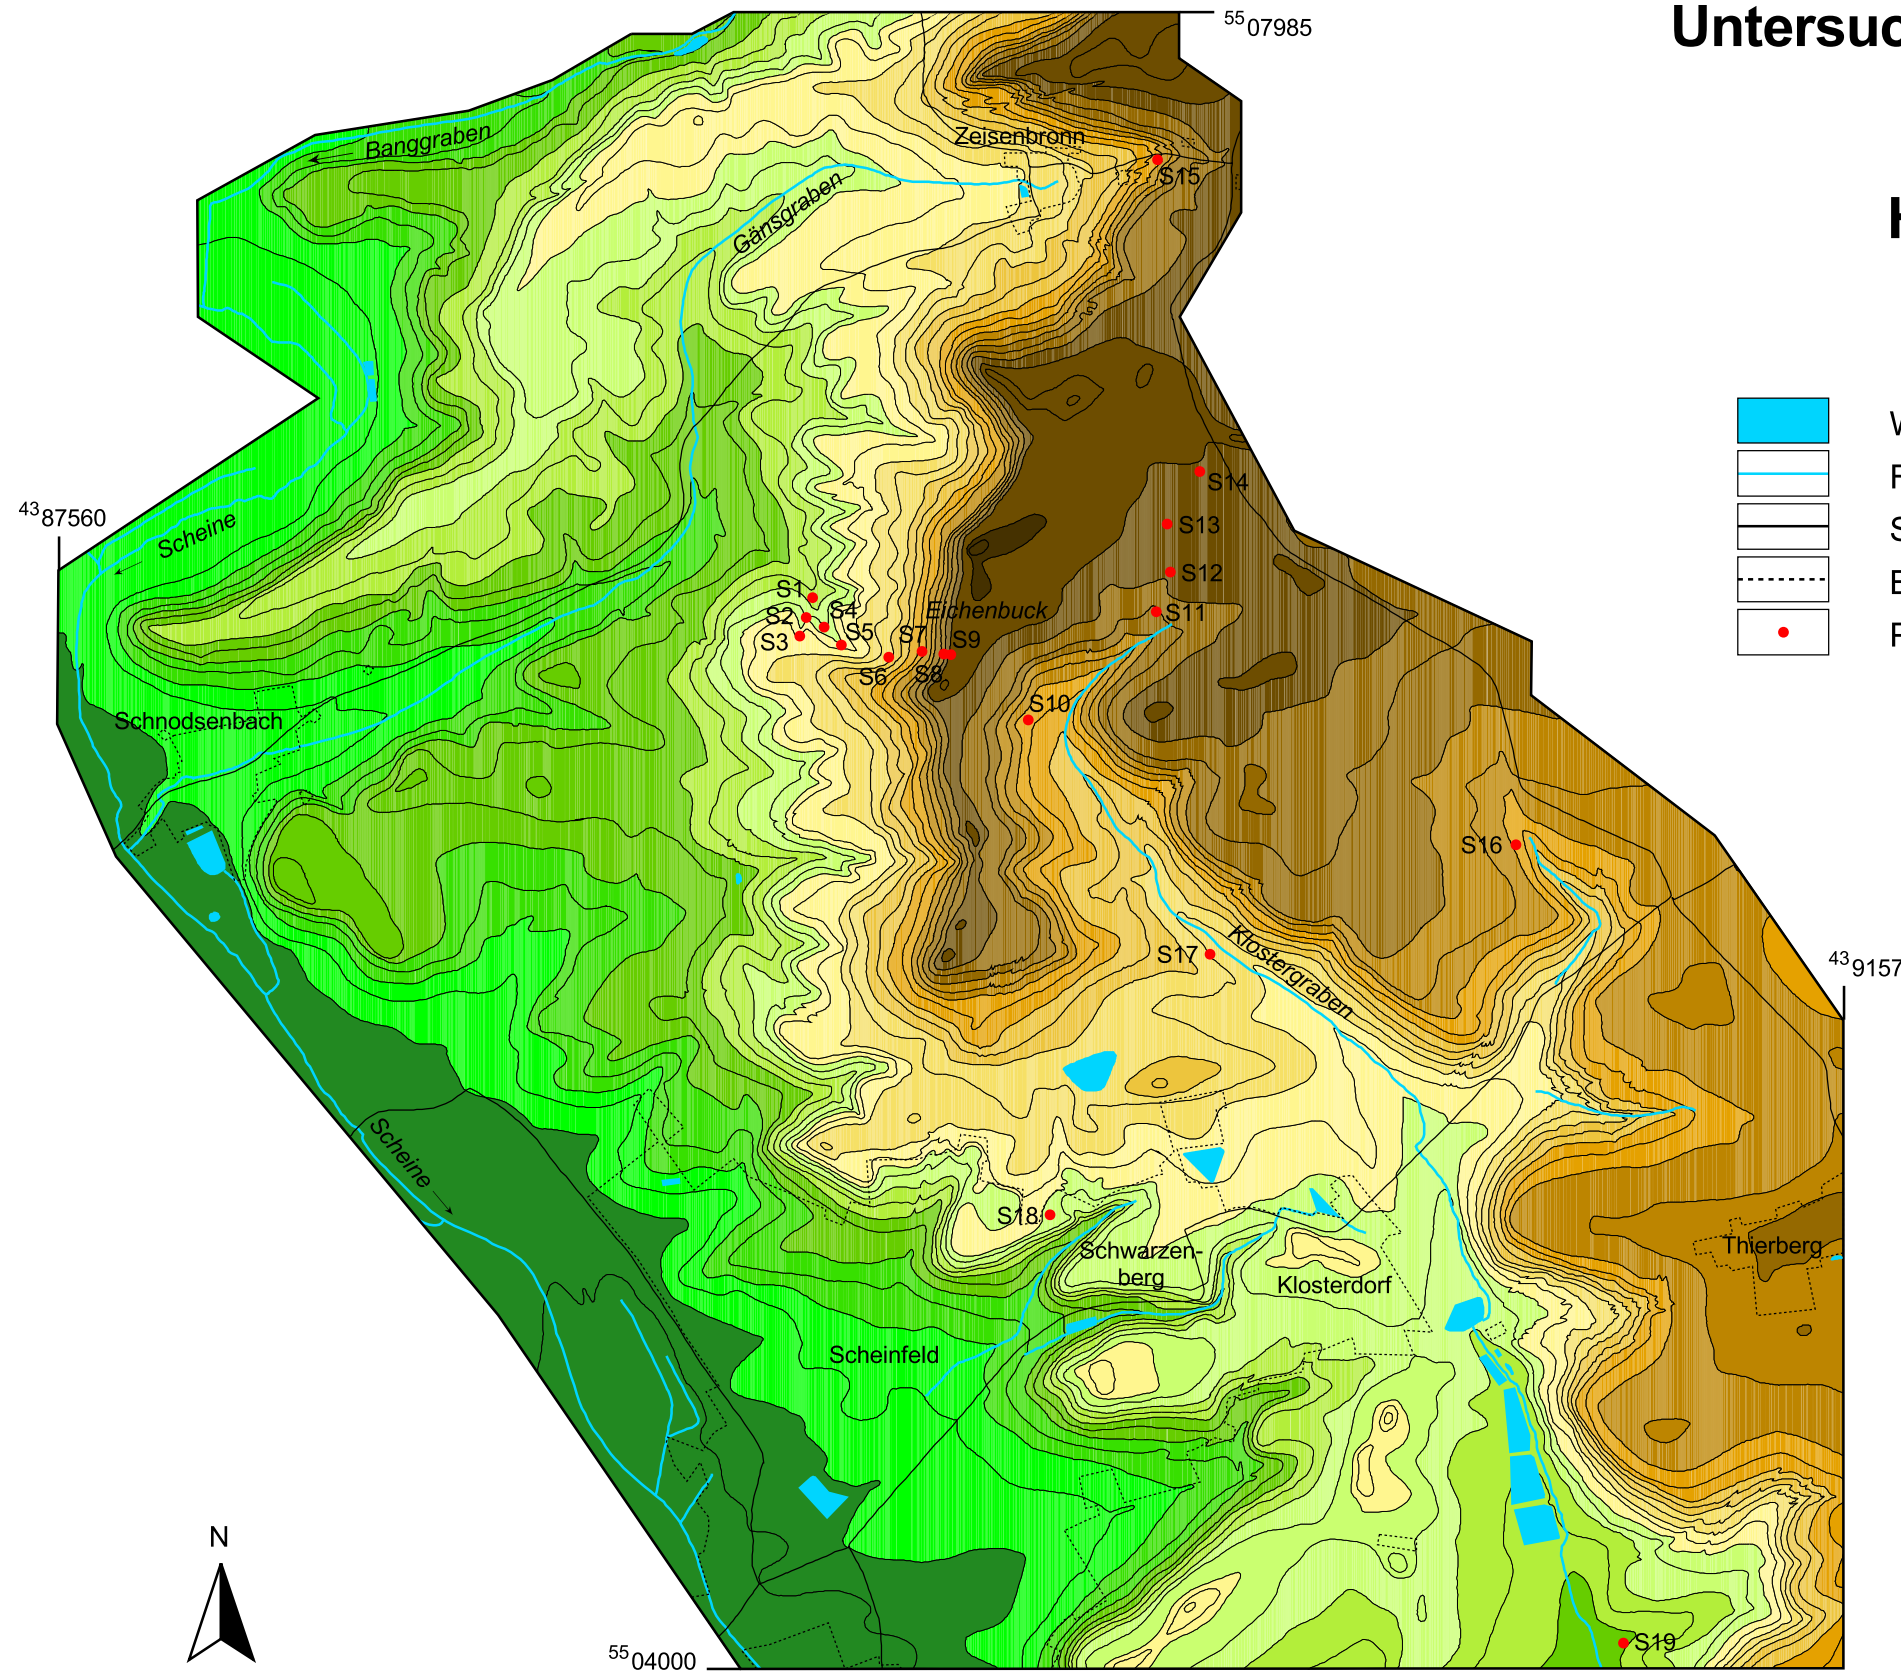 Untersuc
55 07985
H
Banggraben
Zeisenbronn
S15
Gänsgraben
W
F
S
E
P
S14
43 87560
Scheine
S13
S12
S1
S2
S4
Eichenbuck
S11
S3
S5
S7
S9
S6
S8
S10
Schnodsenbach
S16
S17
Klostergraben
43 9157
Scheine
S18
Schwarzen-
berg
Klosterdorf
Thierberg
Scheinfeld
N
55 04000
S19